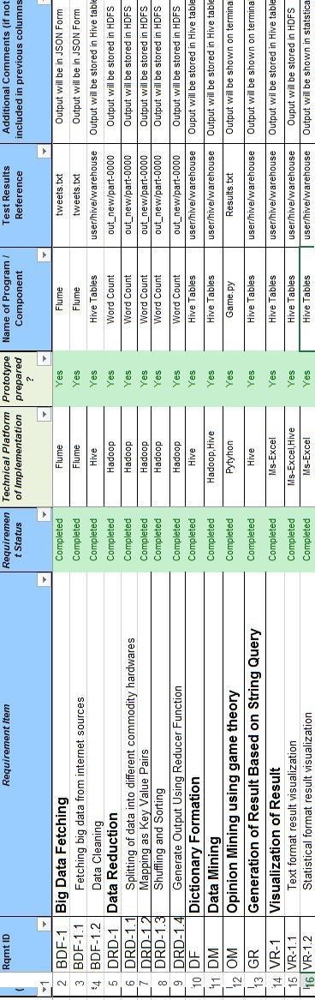 ( Rqmt ID Requirement Item Requiremen t Status Technical Platform of Implementation Prototype prepared ? Name of Program / Component Test Results Reference Additional Comments (if not included in previous columns
1
2 BDF-1 Big Data Fetching Completed Flume Yes Flume tweets.txt Output will be in JSON Form
3 BDF-1.1 Fetching big data from internet sources Completed Flume Yes Flume tweets.txt Output will be in JSON Form
4 BDF-1.2 Data Cleaning Completed Hive Yes Hive Tables user/hive/warehouse Output will be stored in Hive table
5 DRD-1 Data Reduction Completed Hadoop Yes Word Count out_new/part-0000 Output will be stored in HDFS
6 DRD-1.1 Splitting of data into different commodity hardwares Completed Hadoop Yes Word Count out_new/part-0000 Output will be stored in HDFS
7 DRD-1.2 Mapping as Key Value Pairs Completed Hadoop Yes Word Count out_new/part-0000 Output will be stored in HDFS
8 DRD-1.3 Shuffling and Sorting Completed Hadoop Yes Word Count out_new/part-0000 Output will be stored in HDFS
9 DRD-1.4 Generate Output Using Reducer Function Completed Hadoop Yes Word Count out_new/part-0000 Output will be stored in HDFS
10 DF Dictionary Formation Completed Hive Yes Hive Tables user/hive/warehouse Ouput will be stored in Hive table
11 DM Data Mining Completed Hadoop,Hive Yes Hive Tables user/hive/warehouse Output will be stored in Hive table
12 OM Opinion Mining using game theory Completed Pytyhon Yes Game.py Results.txt Output will be shown on termina
13 GR Generation of Result Based on String Query Completed Hive Yes Hive Tables user/hive/warehouse Output will be shown on termina
14 VR-1 Visualization of Result Completed Ms-Excel Yes Hive Tables user/hive/warehouse Output will be stored in Hive table
15 VR-1.1 Text format result visualization Completed Ms-Excel,Hive Yes Hive Tables user/hive/warehouse Ouput will be stored in HDFS
16 VR-1.2 Statistical format result visualization Completed Ms-Excel Yes Hive Tables user/hive/warehouse Output will be shown in statistica